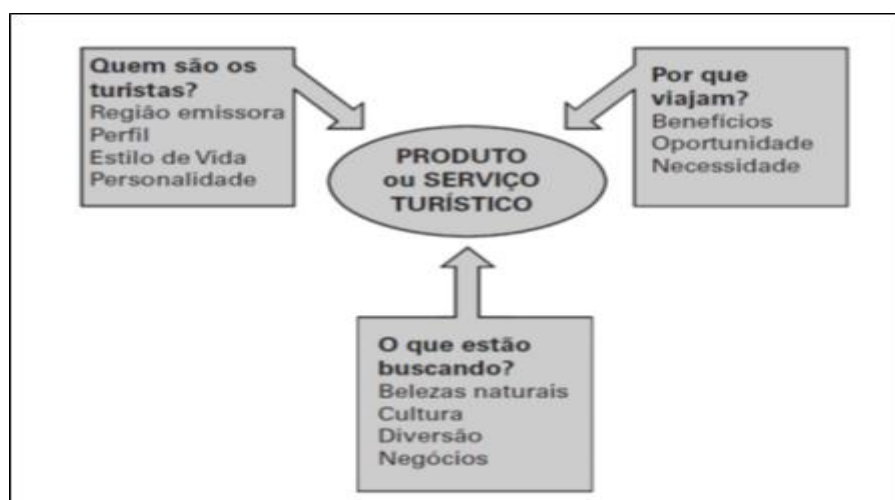 Quem são os
turistas?
Região emissora
Perfil
Estilo de Vida
Personalidade
Por que
viajam?
Benefícios
Oportunidade
Necessidade
PRODUTO
ou SERVIÇO
TURÍSTICO
O que estão
buscando?
Belezas naturais
Cultura
Diversão
Negócios